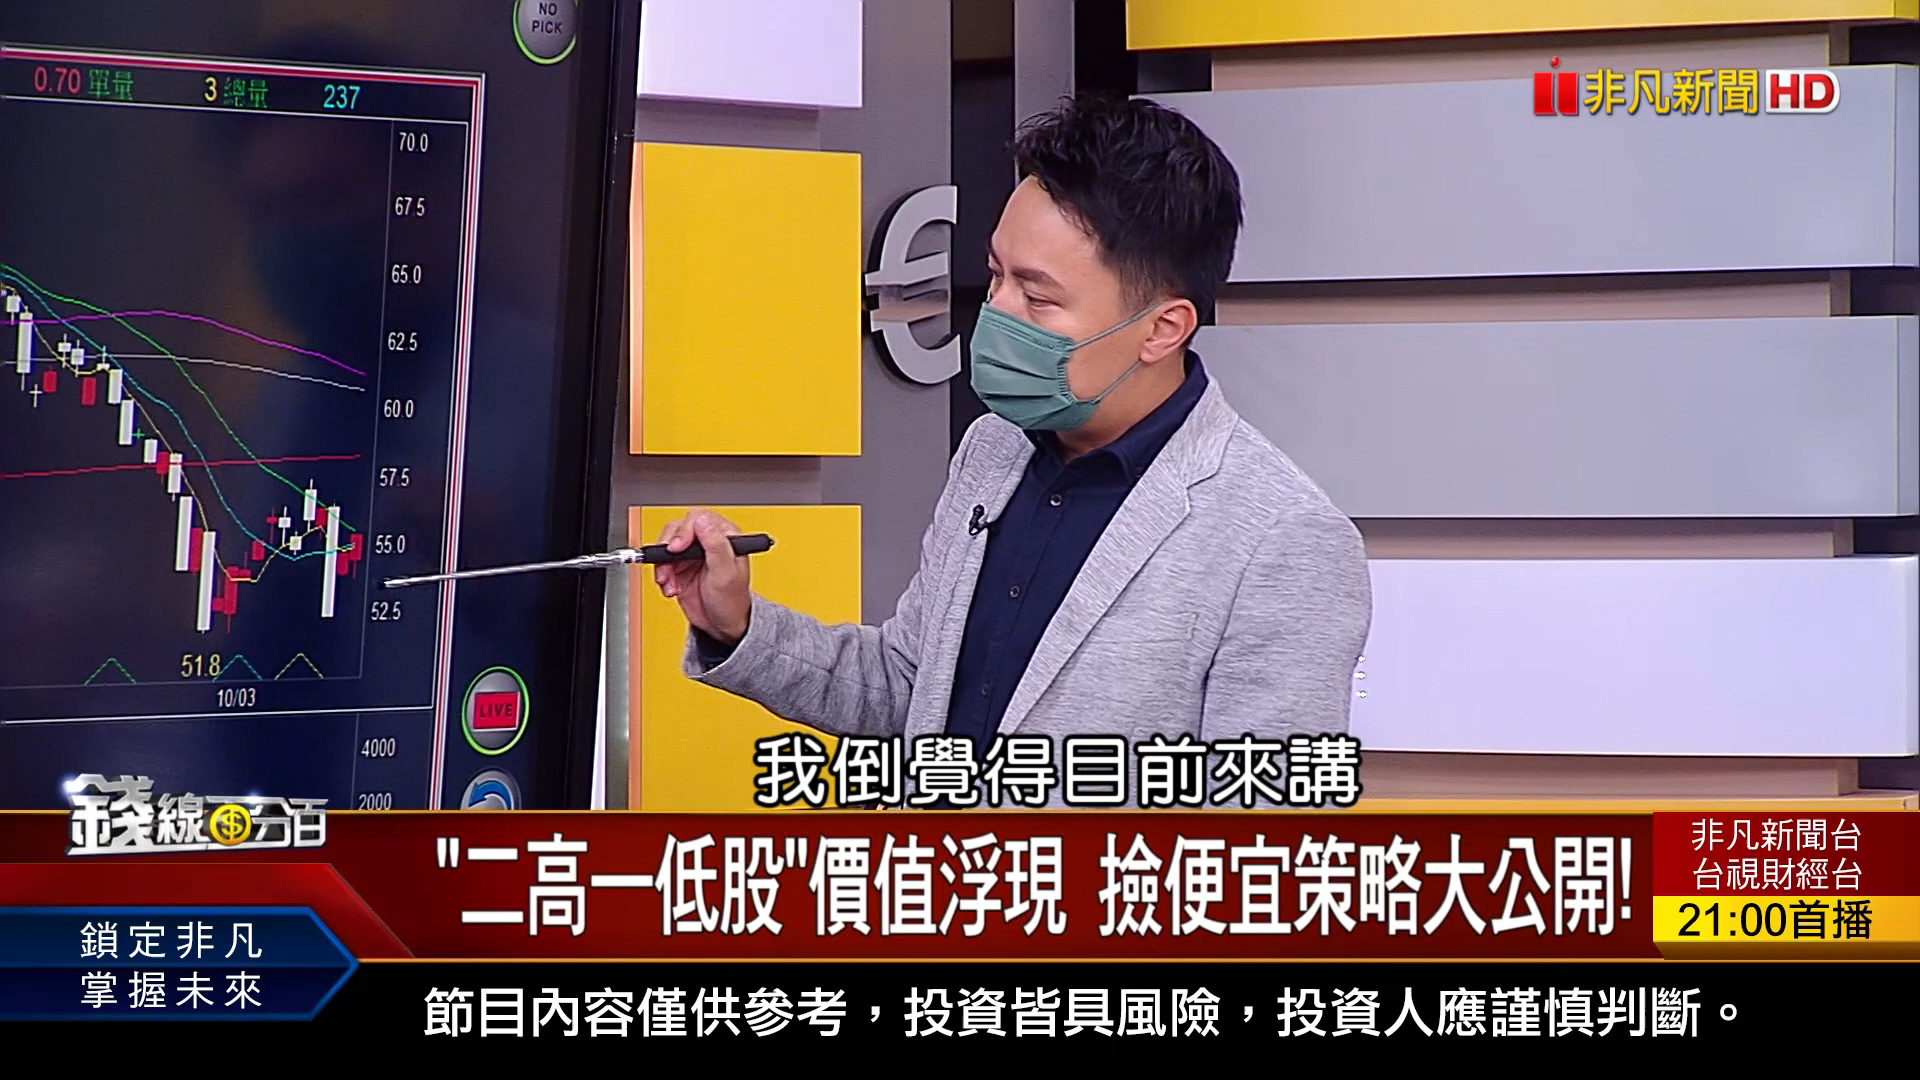 NO
PICK
0.70 單量 3 總量 237
70.0
67.5
65.0
62.5
60.0
57.5
55.0
52.5
51.8
10/03
4000
2000
LIVE
非凡新聞HD
我倒覺得目前來講
錢線百分百
"二高一低股"價值浮現 撿便宜策略大公開!
非凡新聞台
台視財經台
21:00首播
鎖定非凡
掌握未來
節目內容僅供參考，投資皆具風險，投資人應謹慎判斷。